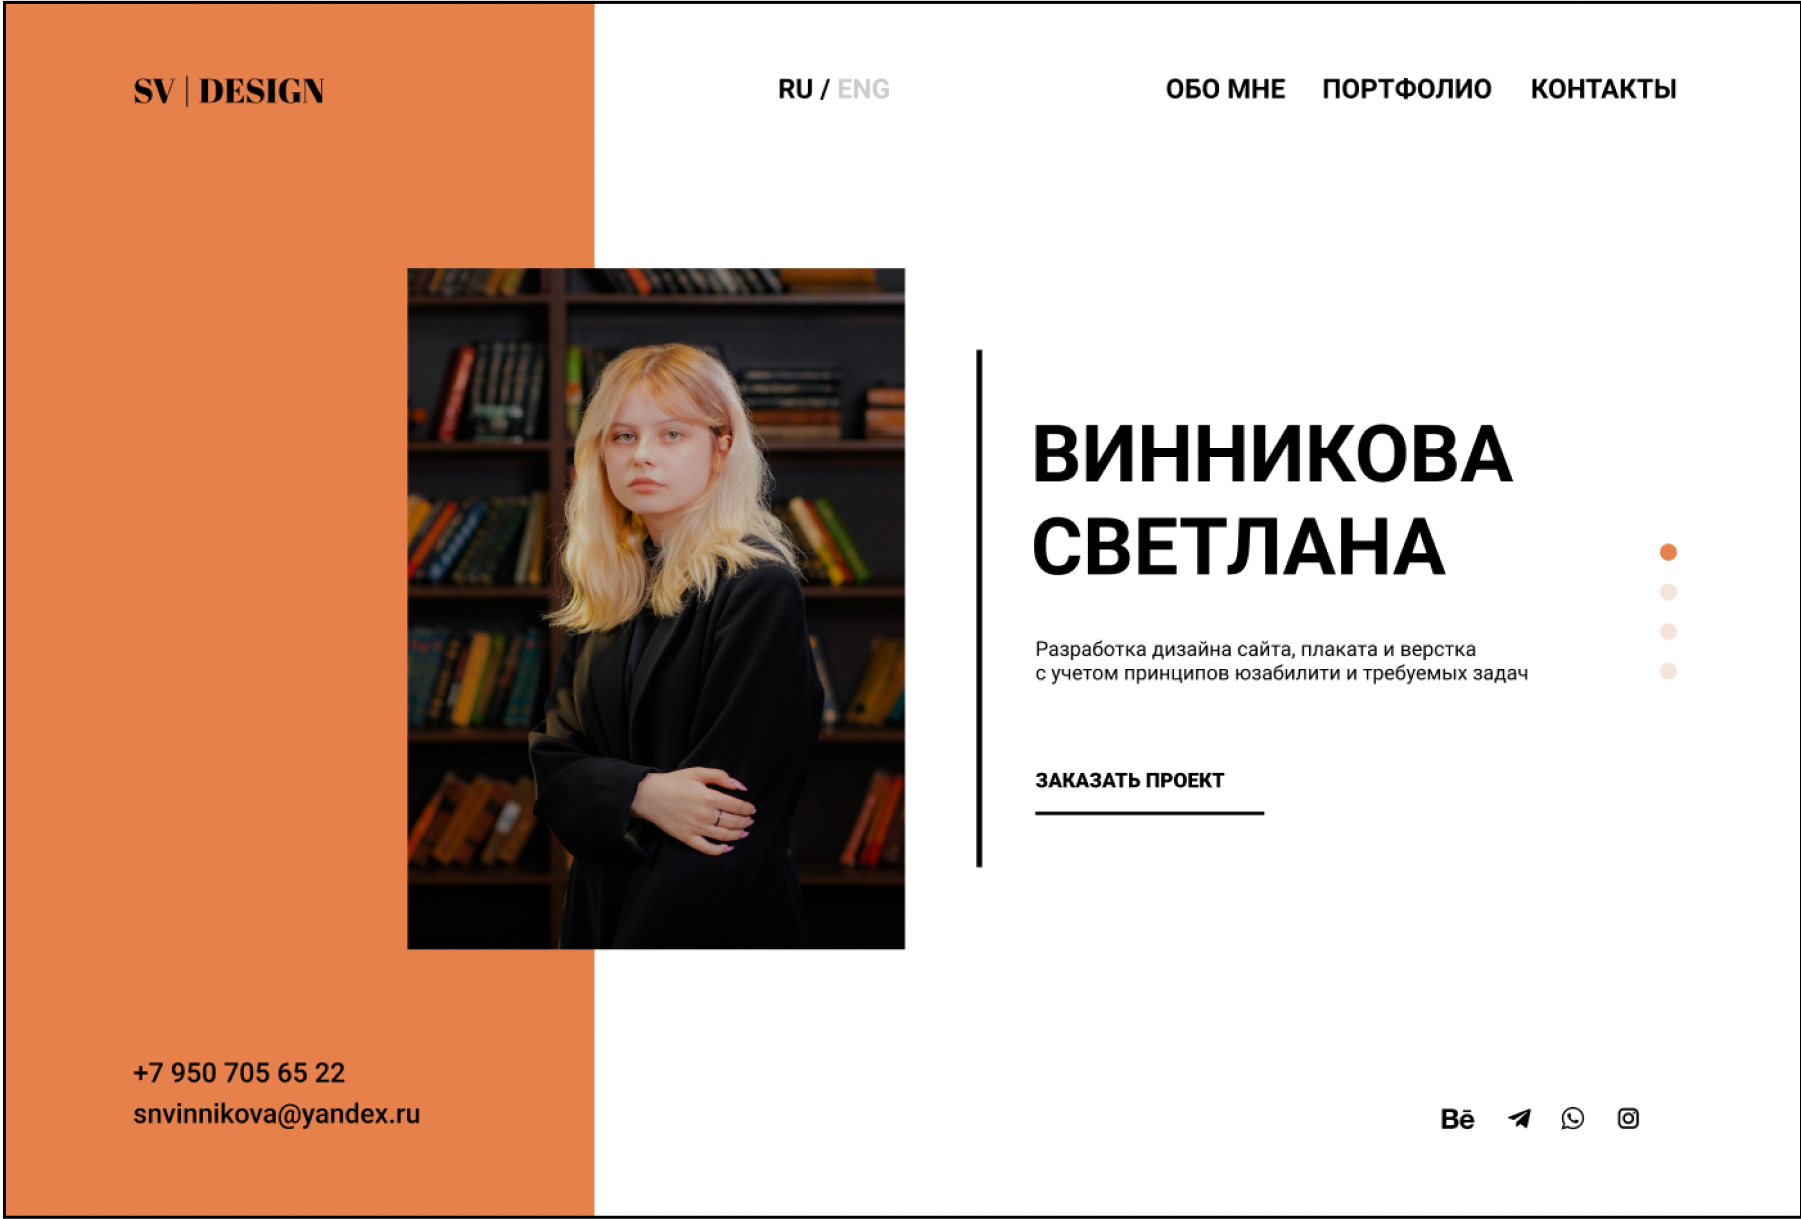 SV | DESIGN
RU / ENG
ОБО МНЕ ПОРТФОЛИО КОНТАКТЫ
ВИННИКОВА
СВЕТЛАНА
Разработка дизайна сайта, плаката и верстка
с учетом принципов юзабилити и требуемых задач
ЗАКАЗАТЬ ПРОЕКТ
+7 950 705 65 22
snvinnikova@yandex.ru
Bē